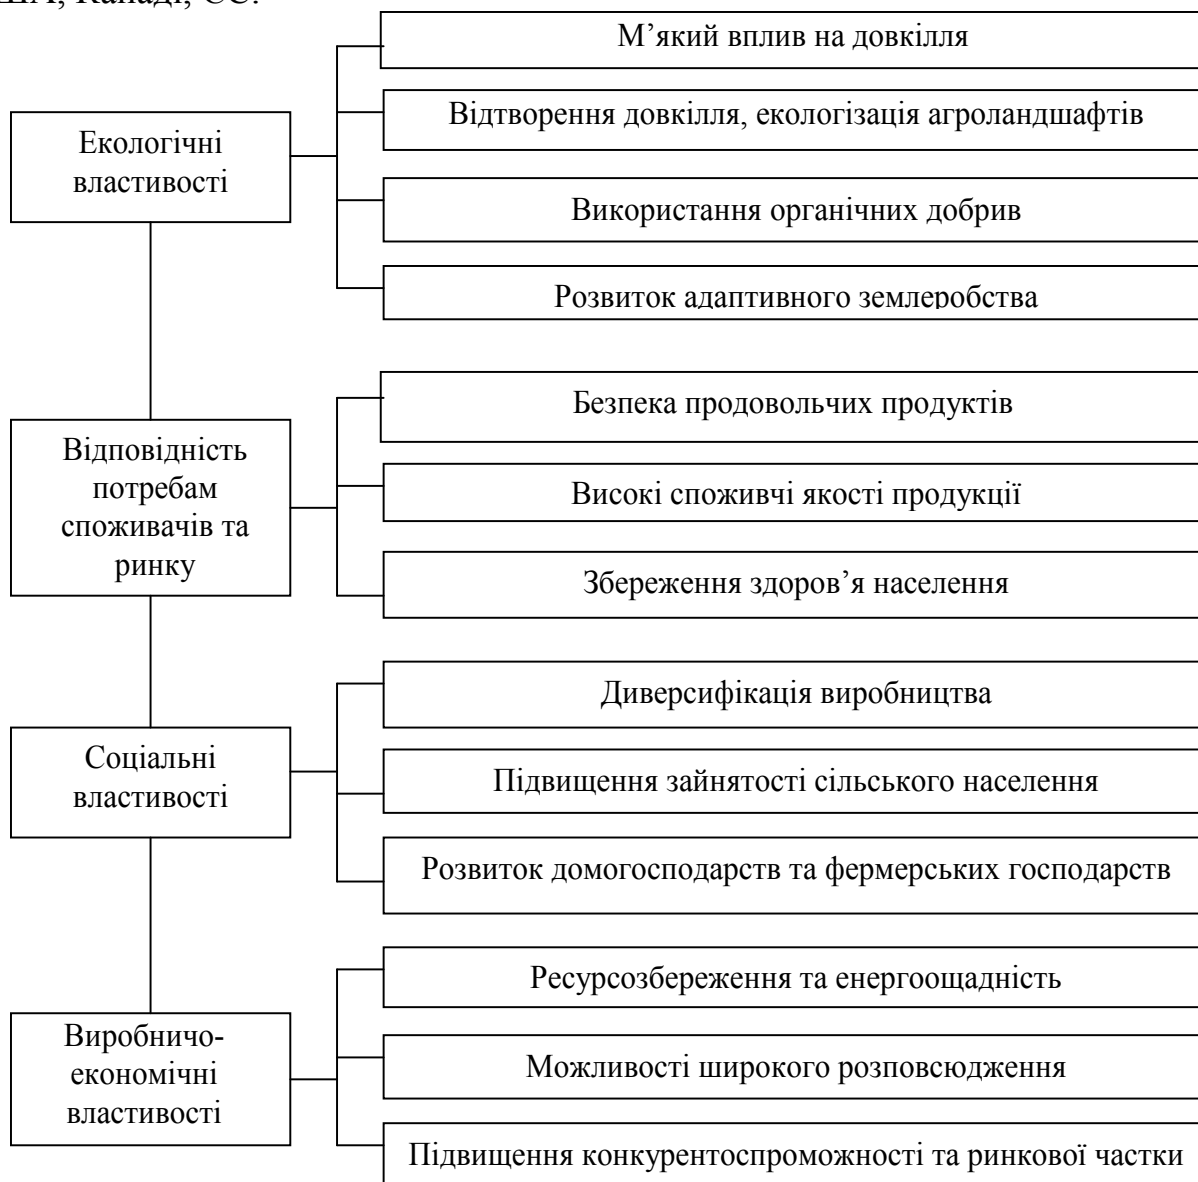 США, Канаді, ЄС.
М’який вплив на довкілля
Відтворення довкілля, екологізація агроландшафтів
Екологічні
властивості
Використання органічних добрив
Розвиток адаптивного землеробства
Безпека продовольчих продуктів
Відповідність
потребам
споживачів та
ринку
Високі споживчі якості продукції
Збереження здоров’я населення
Диверсифікація виробництва
Соціальні
властивості
Підвищення зайнятості сільського населення
Розвиток домогосподарств та фермерських господарств
Ресурсозбереження та енергоощадність
Виробничо-
економічні
властивості
Можливості широкого розповсюдження
Підвищення конкурентоспроможності та ринкової частки